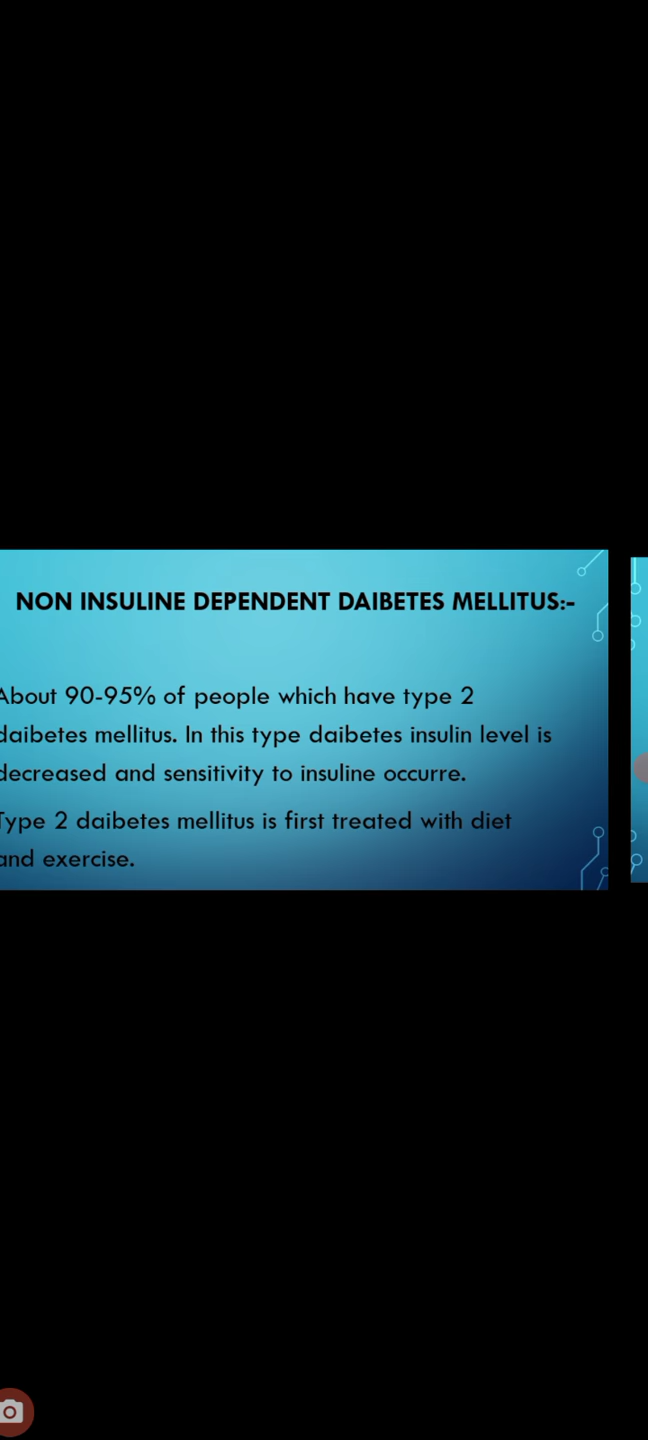 NON INSULINE DEPENDENT DAIBETES MELLITUS:-
About 90-95% of people which have type 2
daibetes mellitus. In this type daibetes insulin level is
decreased and sensitivity to insuline occurre.
Type 2 daibetes mellitus is first treated with diet
and exercise.